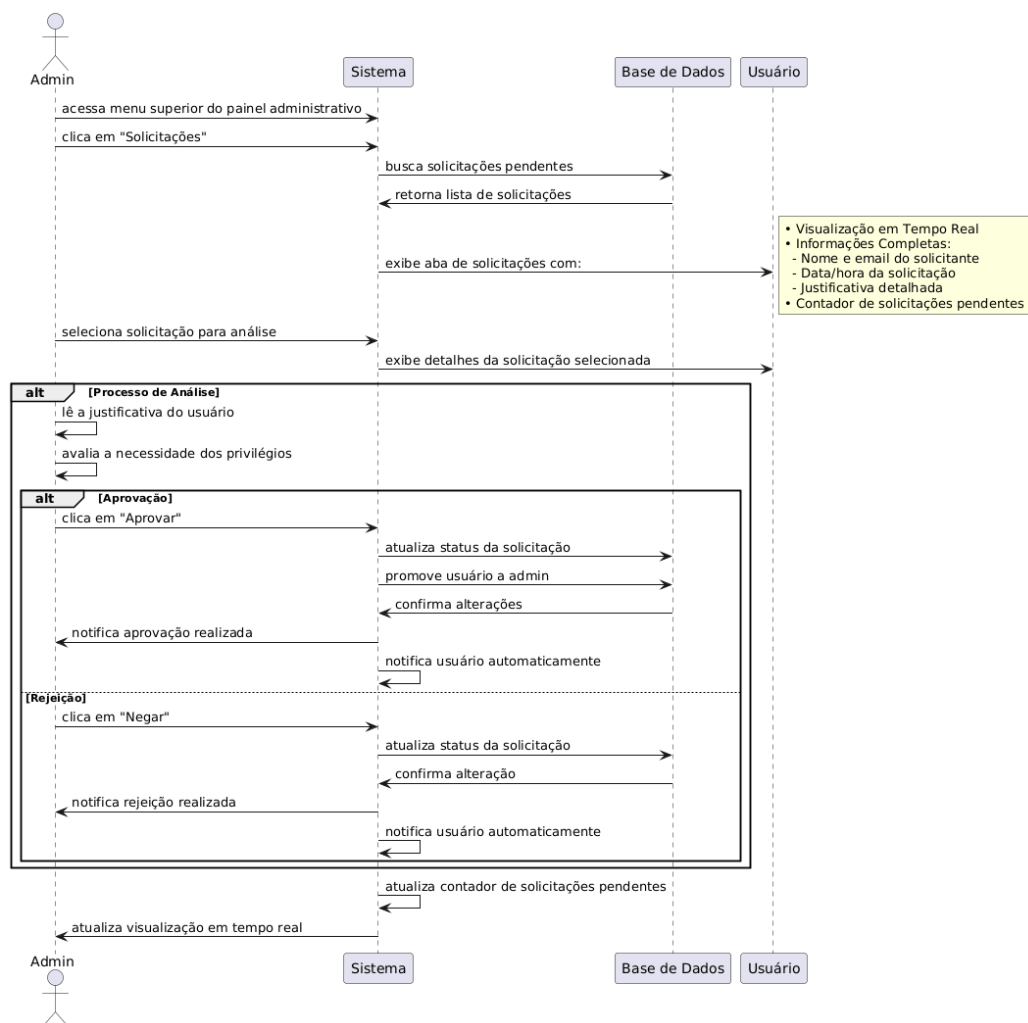 Admin
Sistema
Base de Dados
Usuário
acessa menu superior do painel administrativo
clica em "Solicitações"
busca solicitações pendentes
retorna lista de solicitações
• Visualização em Tempo Real
• Informações Completas:
- Nome e email do solicitante
- Data/hora da solicitação
- Justificativa detalhada
• Contador de solicitações pendentes
exibe aba de solicitações com:
seleciona solicitação para análise
exibe detalhes da solicitação selecionada
alt [Processo de Análise]
lê a justificativa do usuário
avalia a necessidade dos privilégios
alt [Aprovação]
clica em "Aprovar"
atualiza status da solicitação
promove usuário a admin
confirma alterações
notifica aprovação realizada
notifica usuário automaticamente
[Rejeição]
clica em "Negar"
atualiza status da solicitação
confirma alteração
notifica rejeição realizada
notifica usuário automaticamente
atualiza contador de solicitações pendentes
atualiza visualização em tempo real
Admin
Sistema
Base de Dados
Usuário